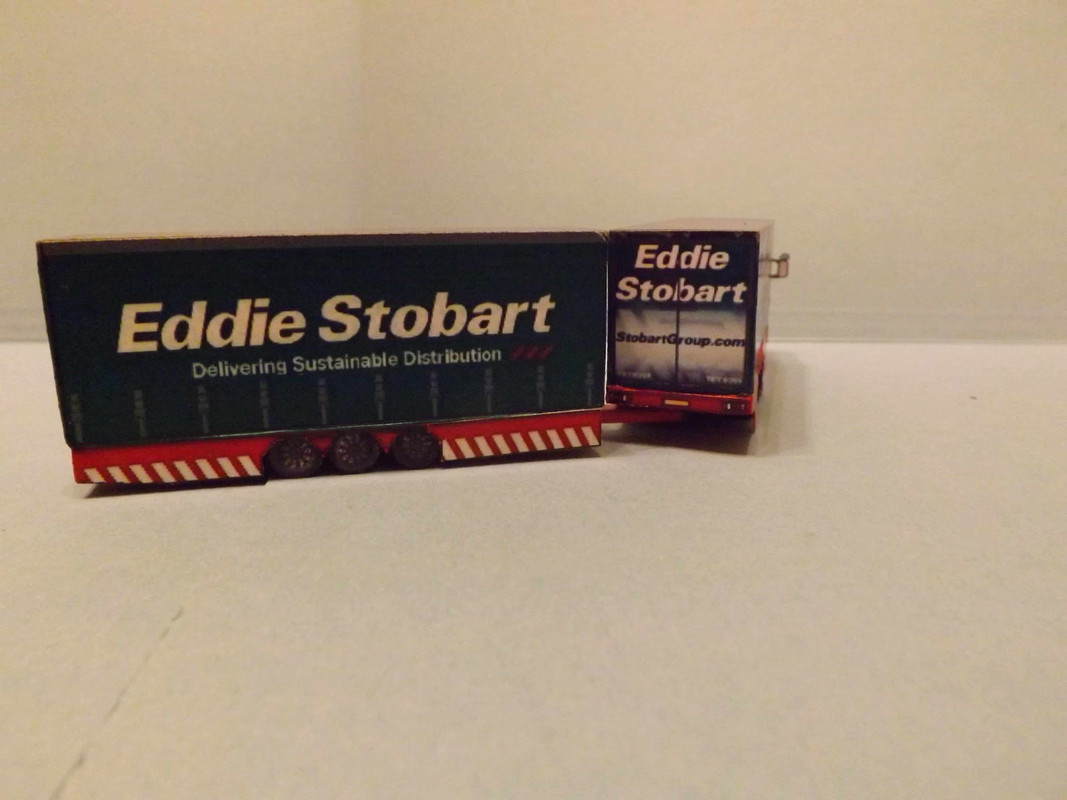 Eddie Stobart
Delivering Sustainable Distribution
Eddie
Stobart
StobartGroup.com